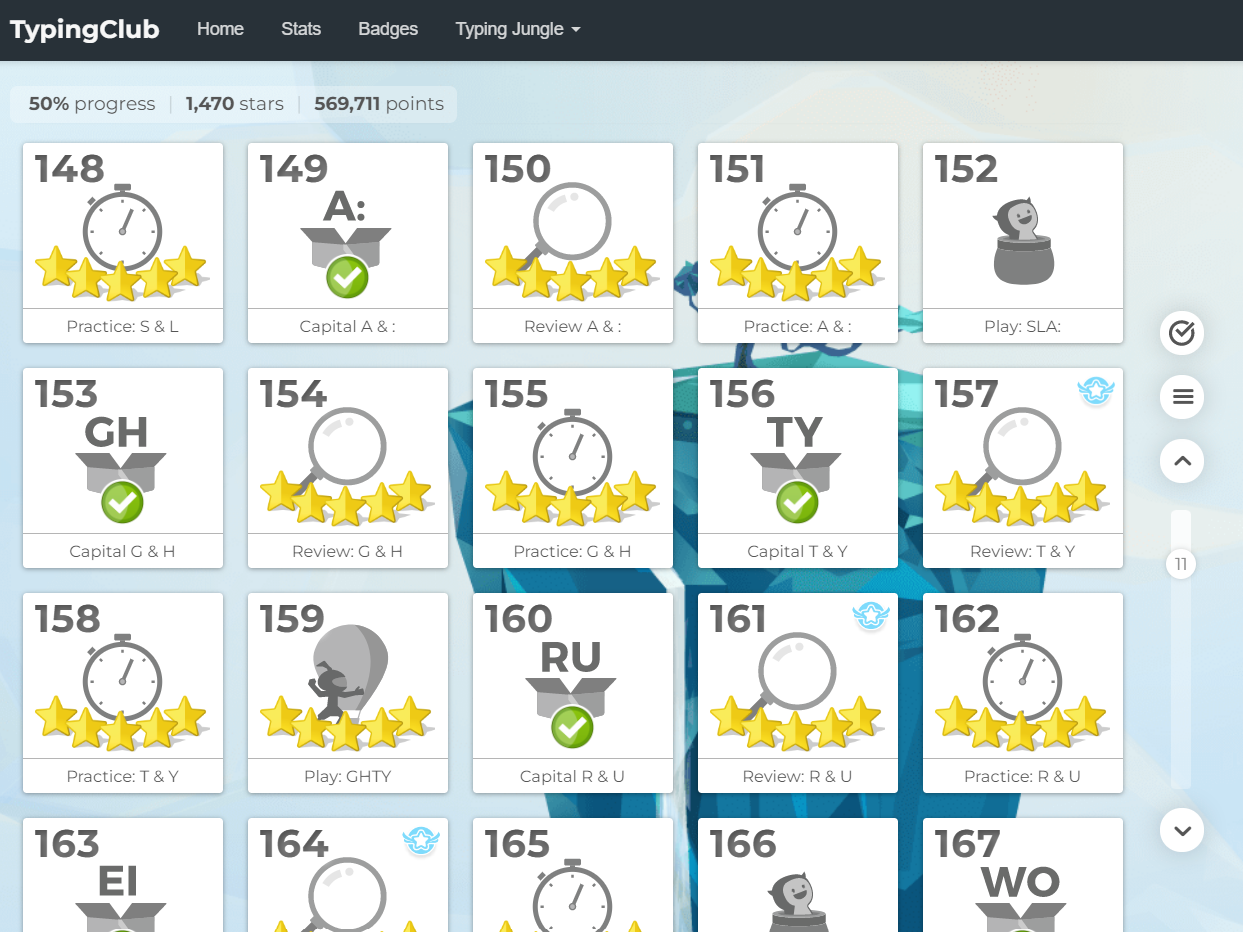 TypingClub Home Stats Badges Typing Jungle
50% progress 1,470 stars 569,711 points
148 149 150 151 152
A:
Practice: S & L Capital A & : Review A & : Practice: A & : Play: SLA:
153 154 155 156 157
GH TY
Capital G & H Review: G & H Practice: G & H Capital T & Y Review: T & Y
11
158 159 160 161 162
RU
Practice: T & Y Play: GHTY Capital R & U Review: R & U Practice: R & U
163 164 165 166 167
EI WO